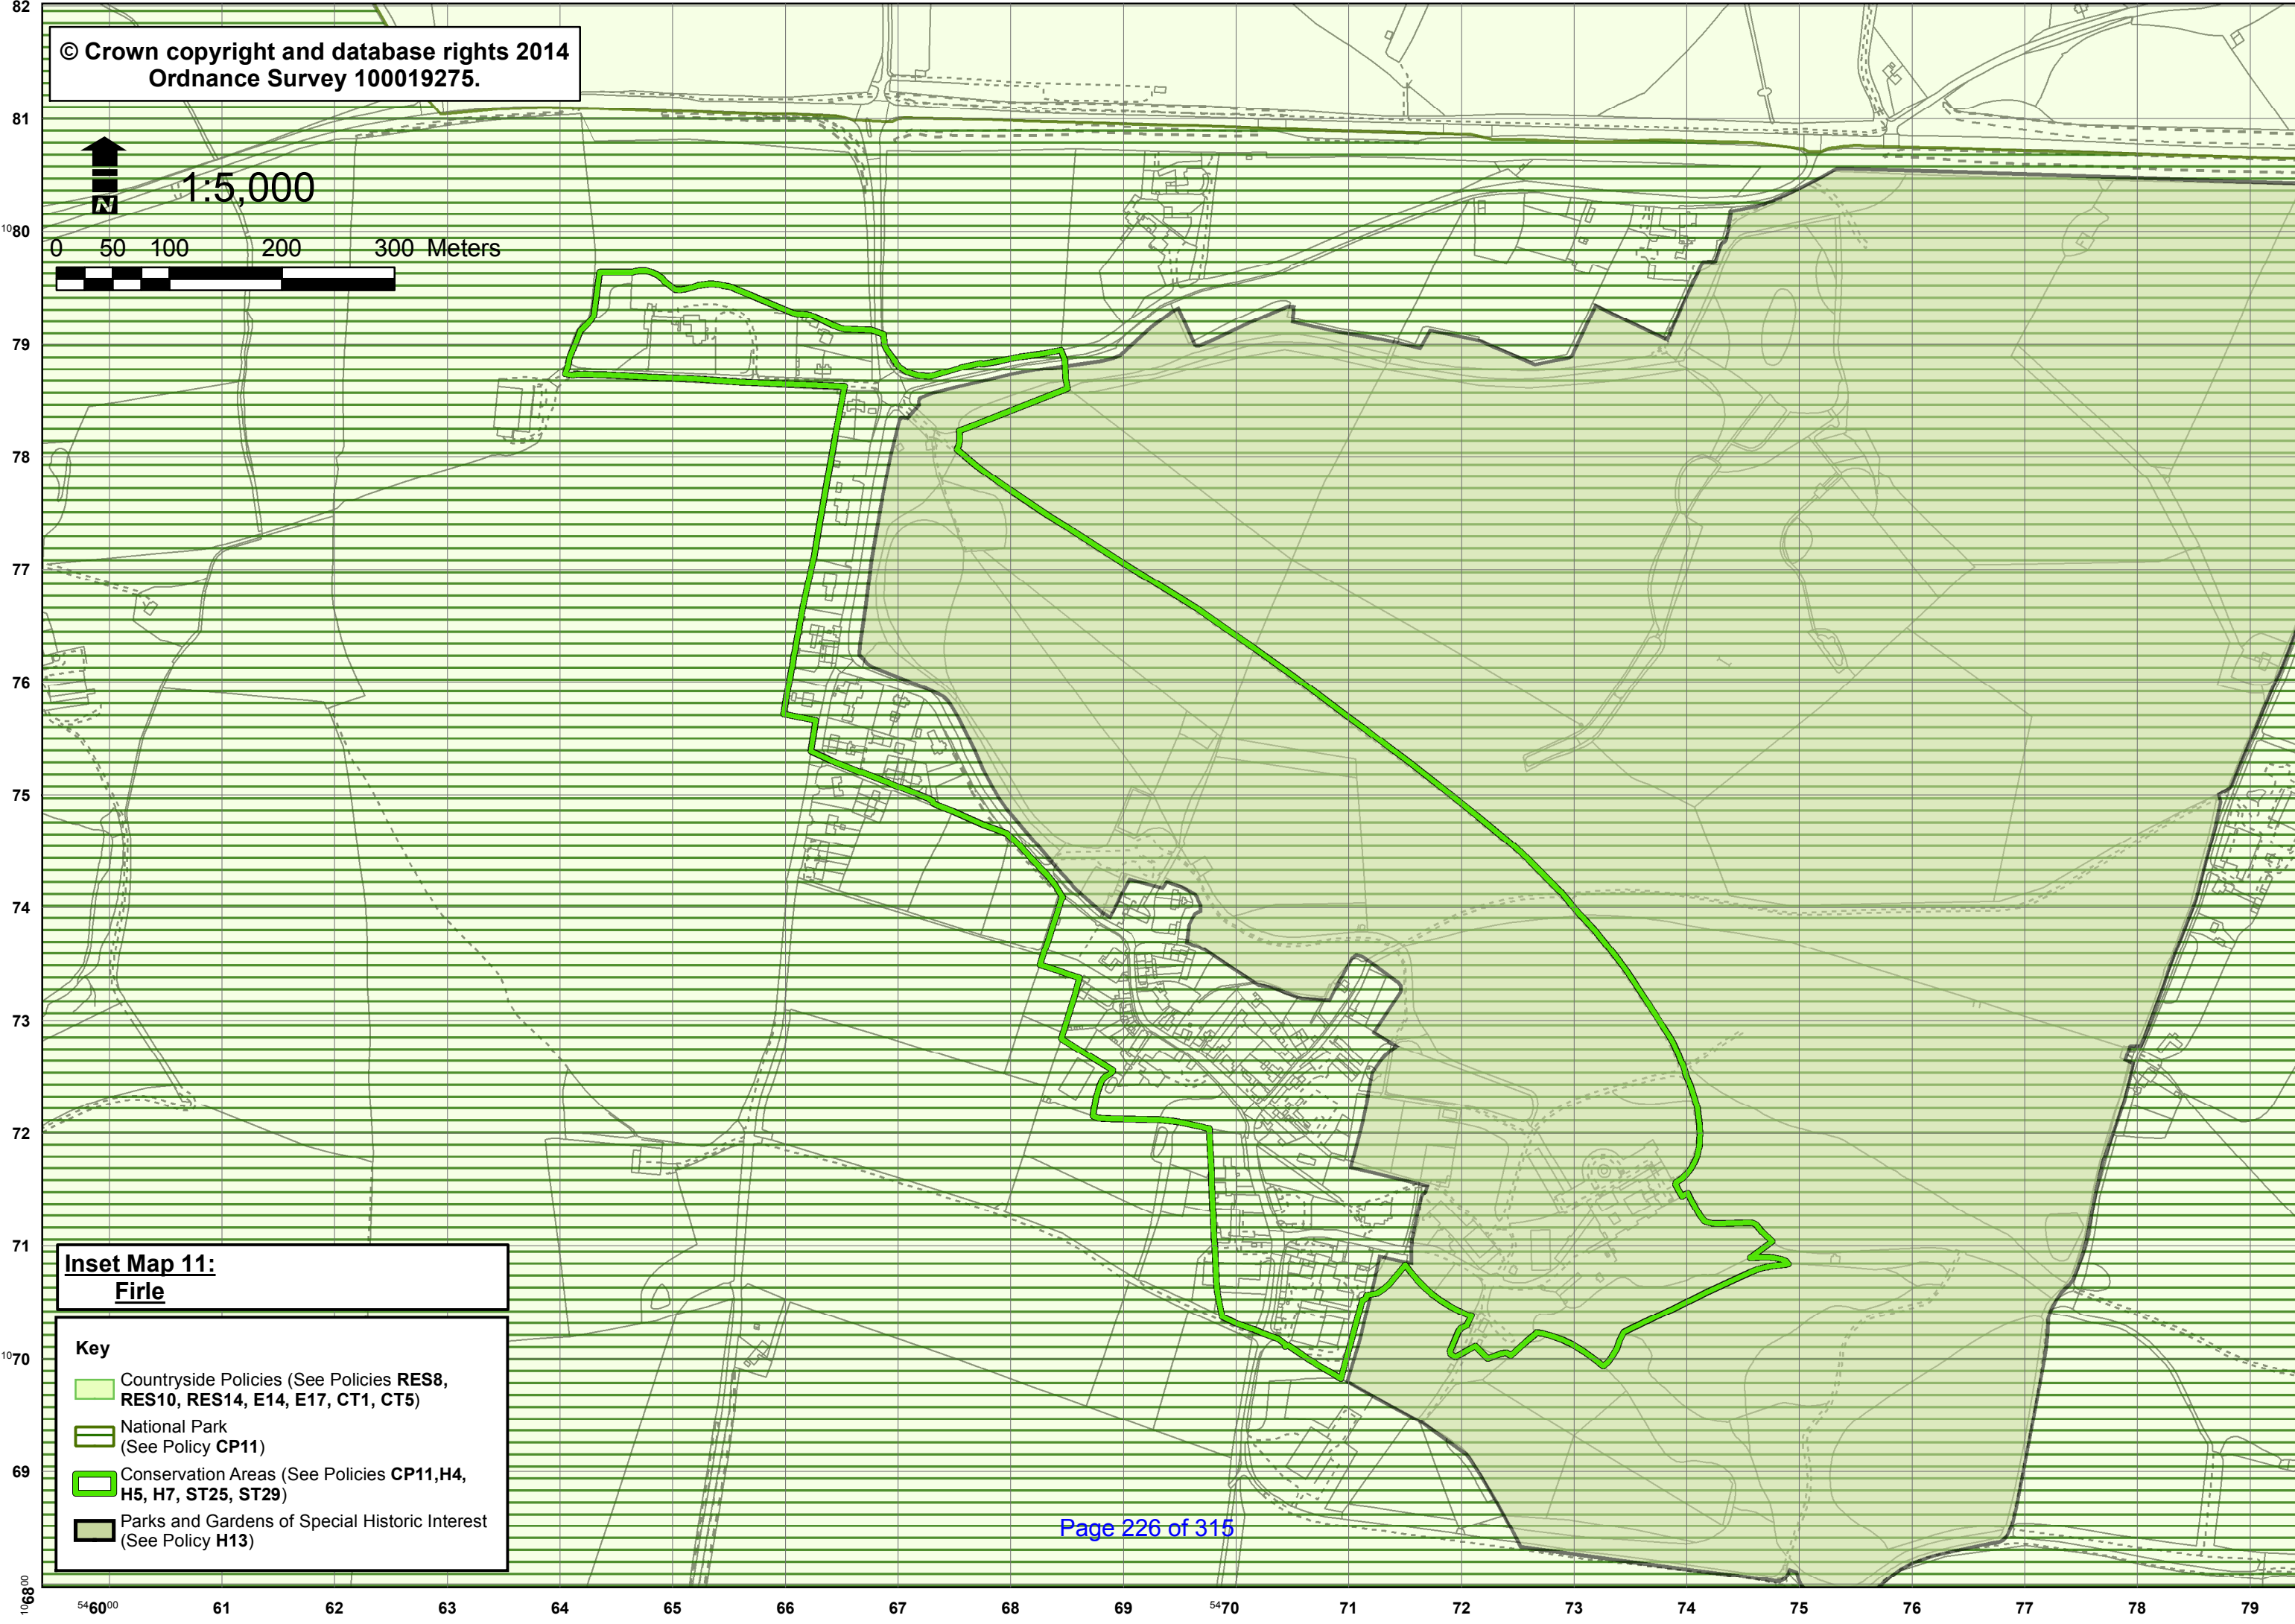 © Crown copyright and database rights 2014
Ordnance Survey 100019275.
N
1:5,000
0 50 100 200 300 Meters
82
81
1080
79
78
77
76
75
74
73
72
71
1070
69
106800
Inset Map 11:
Firle
Key
Countryside Policies (See Policies RES8,
RES10, RES14, E14, E17, CT1, CT5)
National Park
(See Policy CP11)
Conservation Areas (See Policies CP11,H4,
H5, H7, ST25, ST29)
Parks and Gardens of Special Historic Interest
(See Policy H13)
Page 226 of 315
546000 61 62 63 64 65 66 67 68 69 5470 71 72 73 74 75 76 77 78 79